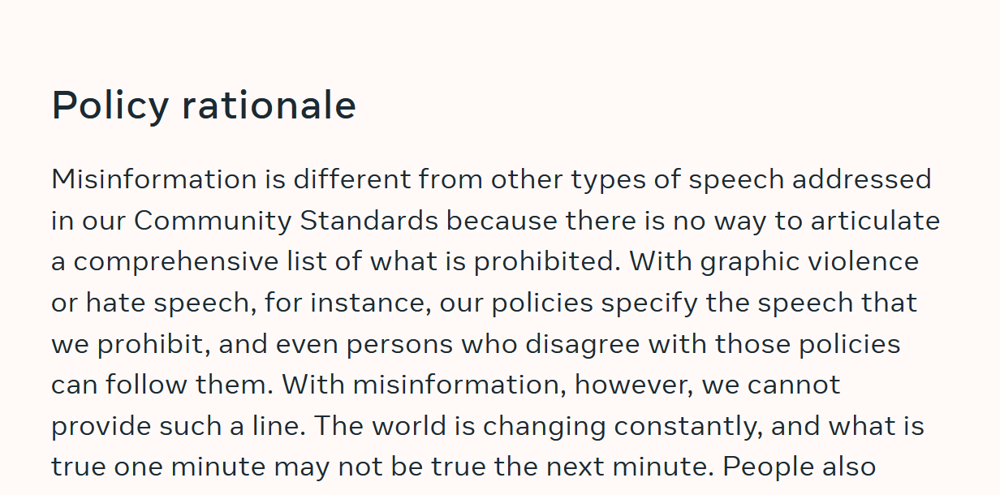 Policy rationale
Misinformation is different from other types of speech addressed
in our Community Standards because there is no way to articulate
a comprehensive list of what is prohibited. With graphic violence
or hate speech, for instance, our policies specify the speech that
we prohibit, and even persons who disagree with those policies
can follow them. With misinformation, however, we cannot
provide such a line. The world is changing constantly, and what is
true one minute may not be true the next minute. People also